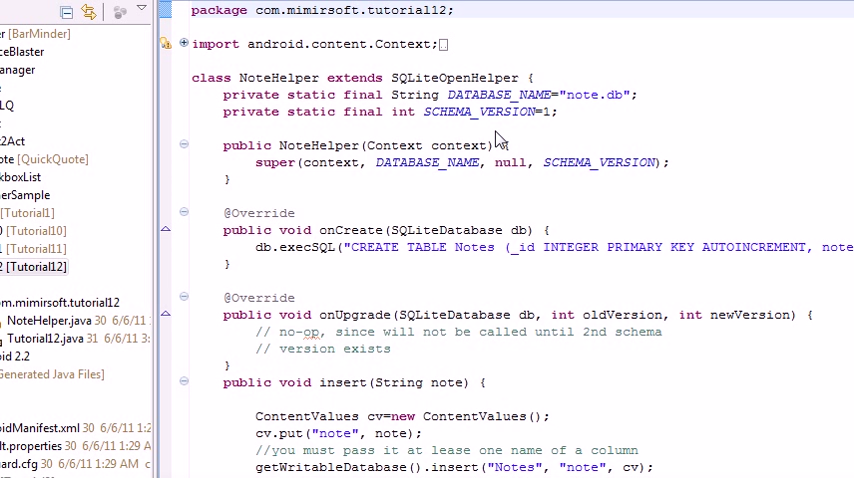 er [BarMinder]
ceBlaster
anager
LQ
2Act
ote [QuickQuote]
kboxList
nerSample
[Tutorial1]
0 [Tutorial10]
[Tutorial11]
2 [Tutorial12]
om.mimirsoft.tutorial12
NoteHelper.java 30 6/6/11 1:
Tutorial12.java 31 6/6/11 3:
oid 2.2
Generated Java Files]
oidManifest.xml 30 6/6/11 1:2
lt.properties 30 6/6/11 1:29 A
uard.cfg 30 6/6/11 1:29 AM
package com.mimirsoft.tutorial12;
import android.content.Context;
class NoteHelper extends SQLiteOpenHelper {
private static final String DATABASE_NAME="note.db";
private static final int SCHEMA_VERSION=1;
public NoteHelper(Context context) {
super(context, DATABASE_NAME, null, SCHEMA_VERSION);
}
@Override
public void onCreate(SQLiteDatabase db) {
db.execSQL("CREATE TABLE Notes (_id INTEGER PRIMARY KEY AUTOINCREMENT, note
}
@Override
public void onUpgrade(SQLiteDatabase db, int oldVersion, int newVersion) {
// no-op, since will not be called until 2nd schema
// version exists
}
public void insert(String note) {
ContentValues cv=new ContentValues();
cv.put("note", note);
//you must pass it at lease one name of a column
getWritableDatabase().insert("Notes", "note", cv);